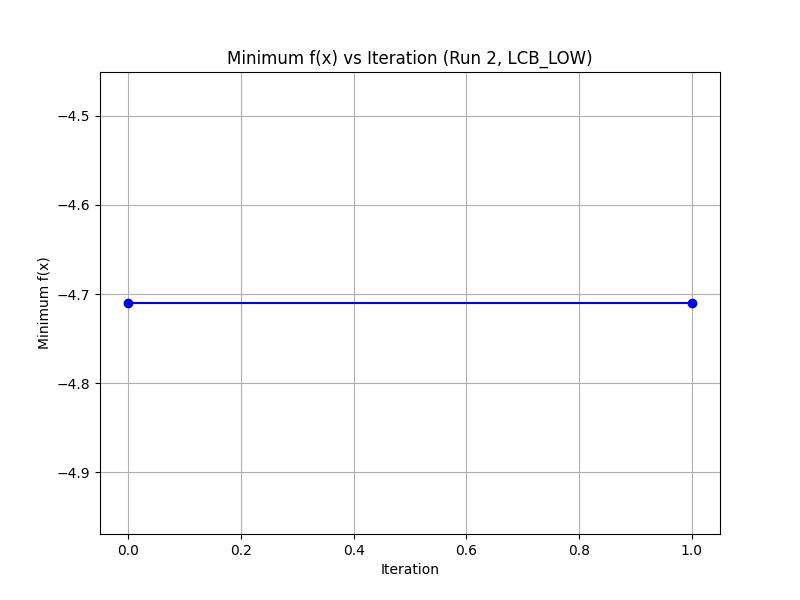 Minimum f(x) vs Iteration (Run 2, LCB_LOW)
Minimum f(x)
−4.5
−4.6
−4.7
−4.8
−4.9
0.0 0.2 0.4 0.6 0.8 1.0
Iteration